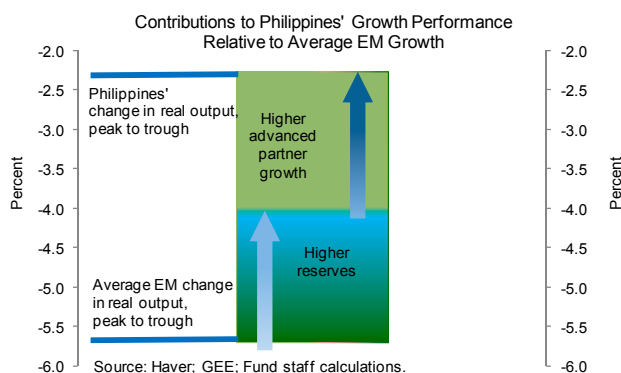 Contributions to Philippines' Growth Performance
Relative to Average EM Growth
-2.0
-2.5
-3.0
-3.5
-4.0
-4.5
-5.0
-5.5
-6.0
Percent
Philippines'
change in real output,
peak to trough
Higher
advanced
partner
growth
Higher
reserves
Average EM change
in real output,
peak to trough
-2.0
-2.5
-3.0
-3.5
-4.0
-4.5
-5.0
-5.5
-6.0
Percent
Source: Haver; GEE; Fund staff calculations.